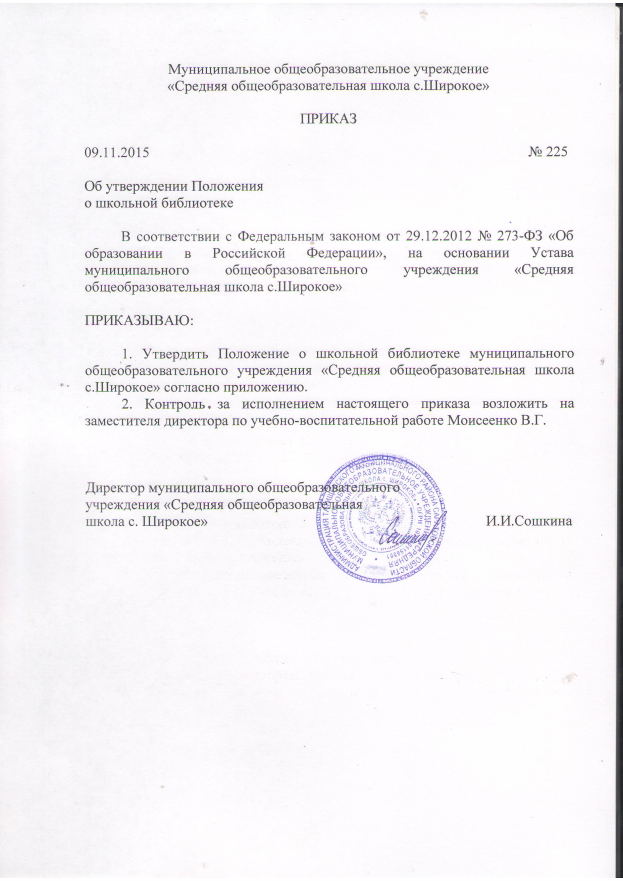 Муниципальное общеобразовательное учреждение
«Средняя общеобразовательная школа с.Широкое»
ПРИКАЗ
09.11.2015 № 225
Об утверждении Положения
о школьной библиотеке
В соответствии с Федеральным законом от 29.12.2012 № 273-ФЗ «Об
образовании в Российской Федерации», на основании Устава
муниципального общеобразовательного учреждения «Средняя
общеобразовательная школа с.Широкое»
ПРИКАЗЫВАЮ:
1. Утвердить Положение о школьной библиотеке муниципального
общеобразовательного учреждения «Средняя общеобразовательная школа
с.Широкое» согласно приложению.
2. Контроль за исполнением настоящего приказа возложить на
заместителя директора по учебно-воспитательной работе Моисеенко В.Г.
Директор муниципального общеобразовательного
учреждения «Средняя общеобразовательная
школа с. Широкое» И.И.Сошкина